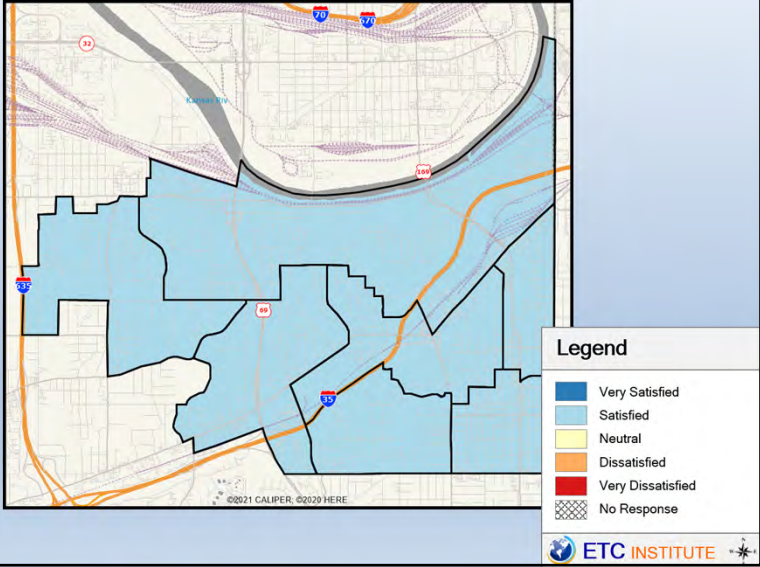 70
670
32
Kansas Riv
169
635
69
35
Legend
Very Satisfied
Satisfied
Neutral
Dissatisfied
Very Dissatisfied
No Response
©2021 CALIPER, ©2020 HERE
ETC INSTITUTE